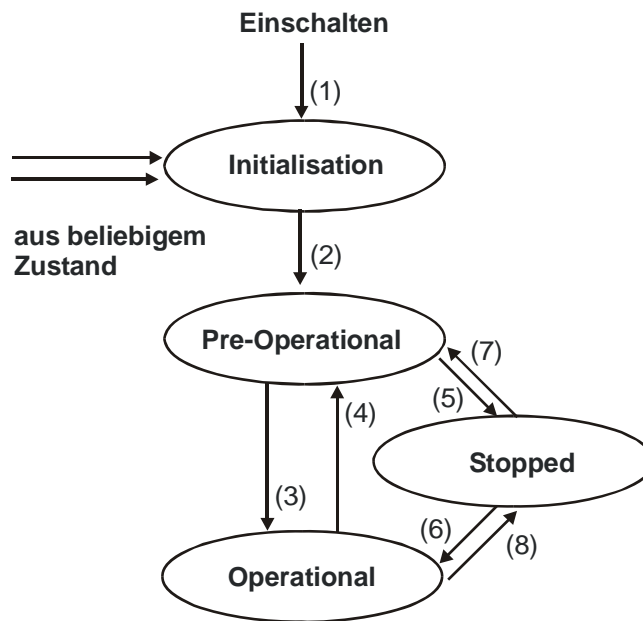 Einschalten
(1)
Initialisation
aus beliebigem
Zustand
(2)
Pre-Operational
(7)
(5)
(4)
Stopped
(3)
(6)
(8)
Operational